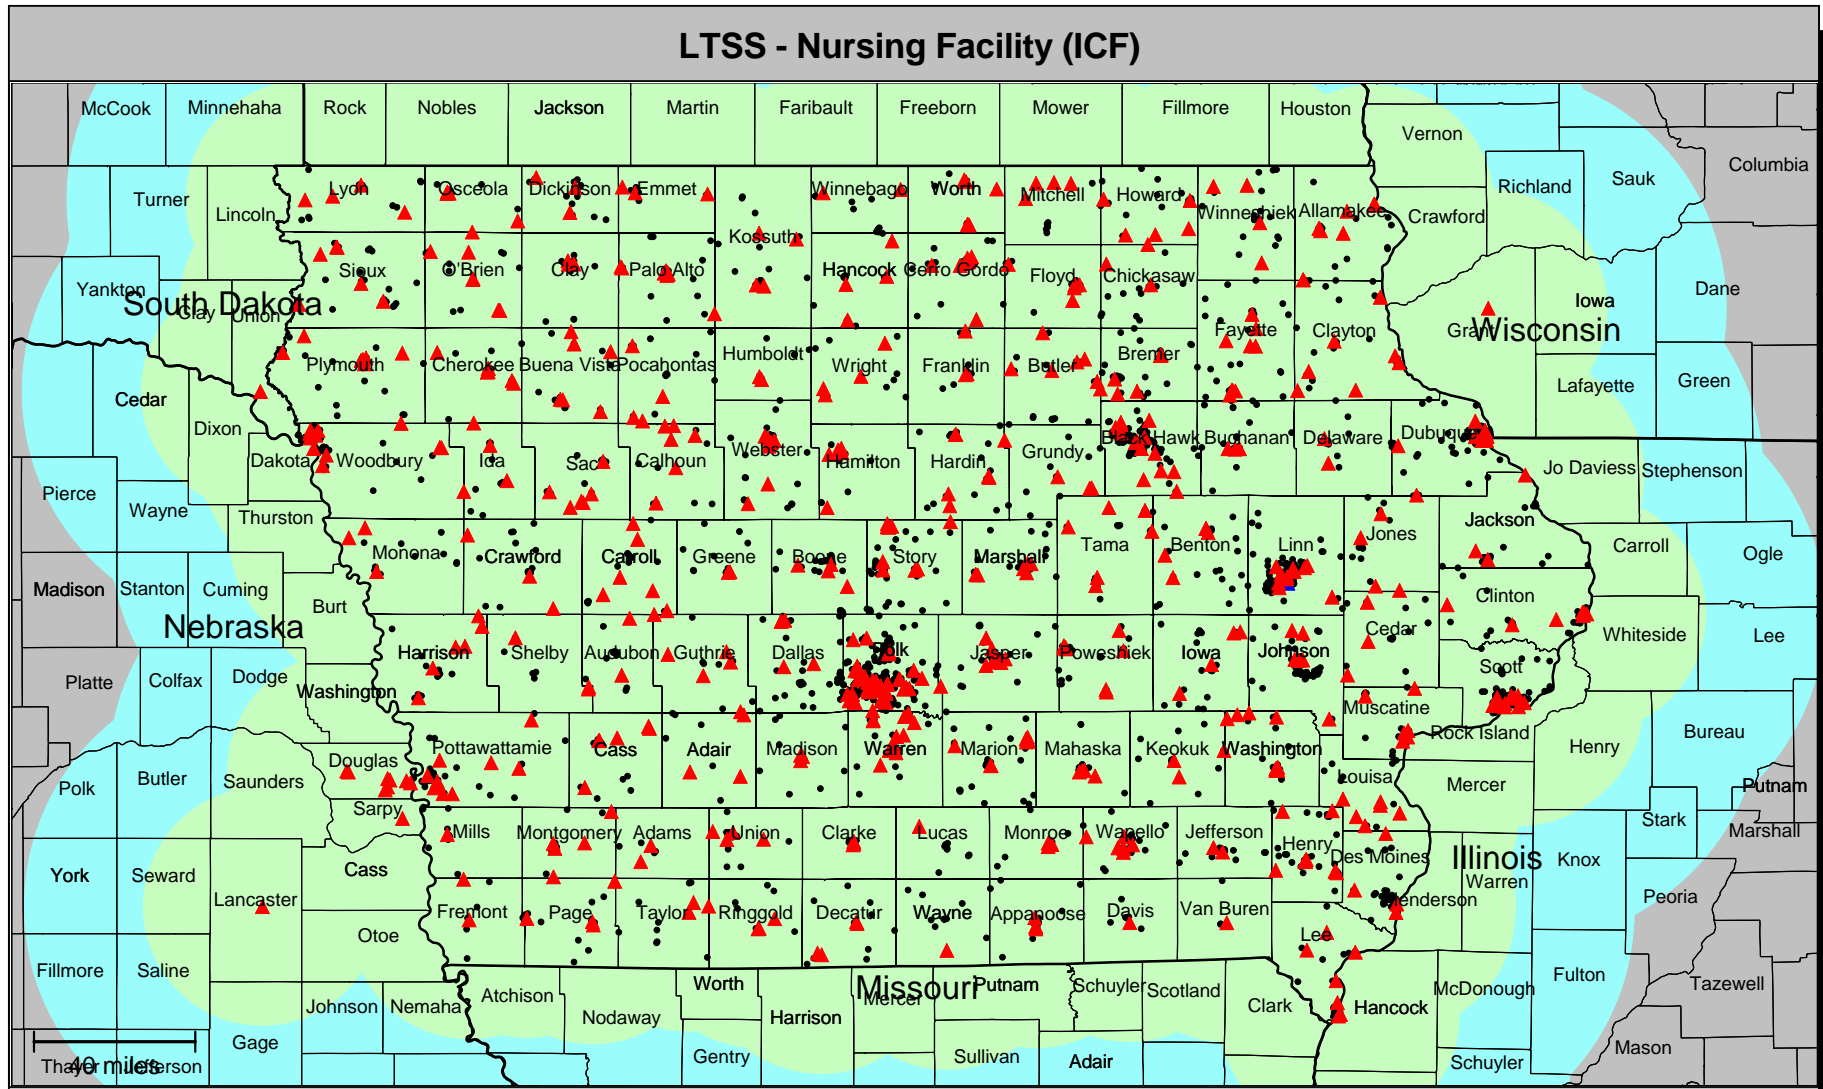 LTSS - Nursing Facility (ICF)
McCook Minnehaha Rock Nobles Jackson Martin Faribault Freeborn Mower Fillmore Houston
Vernon Columbia
Turner Lincoln Lyon Osceola Dickinson Emmet Winnebago Worth Mitchell Howard Winneshiek Allamakee Crawford Richland Sauk
Kossuth
Yankton Clay Union Sioux O'Brien Clay Palo Alto Hancock Cerro Gordo Floyd Chickasaw Iowa Dane
South Dakota Wisconsin
Plymouth Cherokee Buena Vista Pocahontas Humboldt Wright Franklin Butler Bremer Fayette Clayton Grant
Cedar Lafayette Green
Dixon Dakota Woodbury Ida Sac Calhoun Webster Hamilton Hardin Grundy Black Hawk Buchanan Delaware Dubuque Jo Daviess Stephenson
Pierce Wayne Thurston
Monona Crawford Carroll Greene Boone Story Marshall Tama Benton Linn Jones Jackson Carroll Ogle
Madison Stanton Cuming Burt Clinton
Nebraska
Harrison Shelby Audubon Guthrie Dallas Polk Jasper Poweshiek Iowa Johnson Cedar Scott Whiteside Lee
Platte Colfax Dodge Washington Muscatine
Rock Island
Douglas Pottawattamie Cass Adair Madison Warren Marion Mahaska Keokuk Washington Louisa Henry Bureau
Polk Butler Saunders Sarpy Mercer Putnam
Mills Montgomery Adams Union Clarke Lucas Monroe Wapello Jefferson Henry Des Moines Stark Marshall
Illinois
York Seward Cass Warren Knox
Lancaster Fremont Page Taylor Ringgold Decatur Wayne Appanoose Davis Van Buren Henderson Peoria
Otoe Lee
Fillmore Saline Fulton
Missouri
Johnson Nemaha Atchison Nodaway Worth Harrison Mercer Putnam Schuyler Scotland Clark Hancock McDonough Tazewell
Gage Gentry Sullivan Adair Schuyler Mason
Thayer Jefferson
40 miles